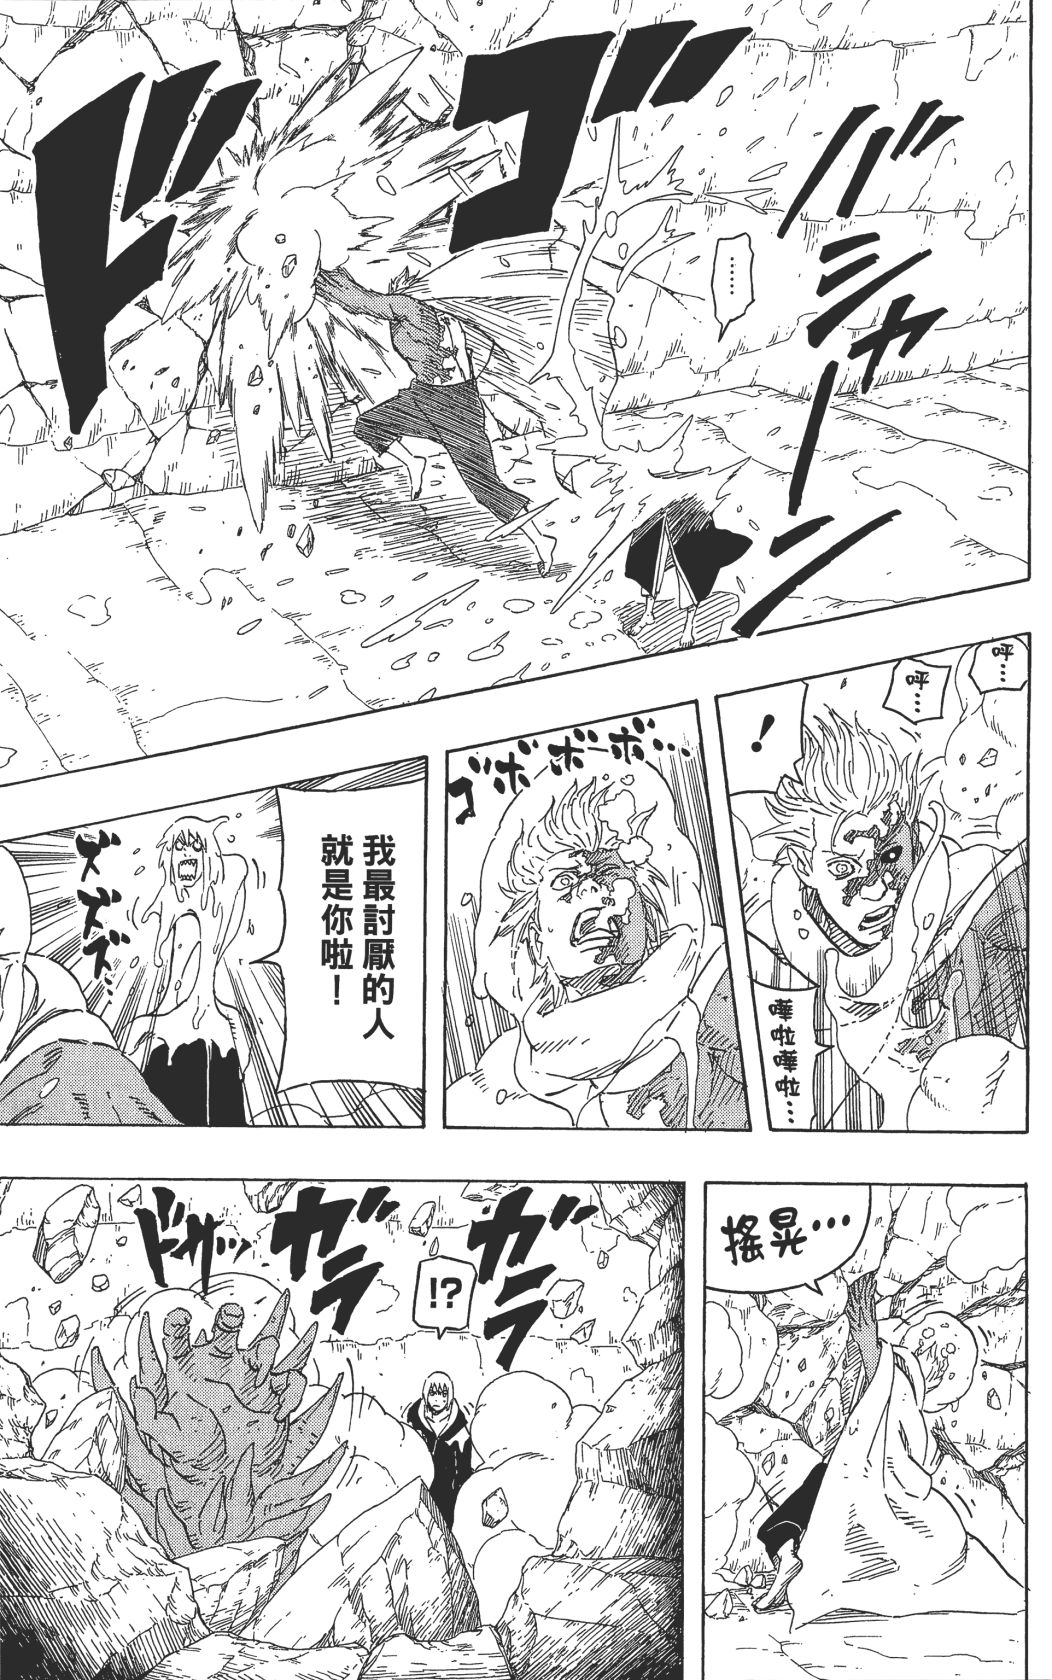 バシャーン
……
ドゴ
呼…
呼…
！
嘩啦嘩啦…
ゴボボーボ…
我最討厭的人
就是你啦！
ズズズズ…
搖晃…
ガラ
!?
ガラ
ドサッ